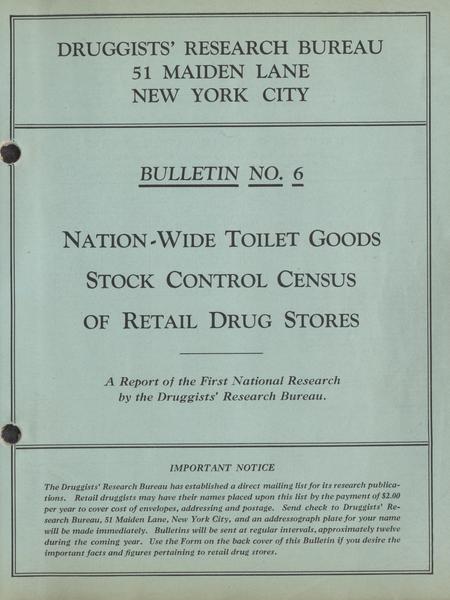 DRUGGISTS' RESEARCH BUREAU
51 MAIDEN LANE
NEW YORK CITY
BULLETIN NO. 6
NATION-WIDE TOILET GOODS
STOCK CONTROL CENSUS
OF RETAIL DRUG STORES
A Report of the First National Research
by the Druggists' Research Bureau.
IMPORTANT NOTICE
The Druggists' Research Bureau has established a direct mailing list for its research publica-
tions. Retail druggists may have their names placed upon this list by the payment of $2.00
per year to cover cost of envelopes, addressing and postage. Send check to Druggists' Re-
search Bureau, 51 Maiden Lane, New York City, and an addressograph plate for your name
will be made immediately. Bulletins will be sent at regular intervals, approximately twelve
during the coming year. Use the Form on the back cover of this Bulletin if you desire the
important facts and figures pertaining to retail drug stores.